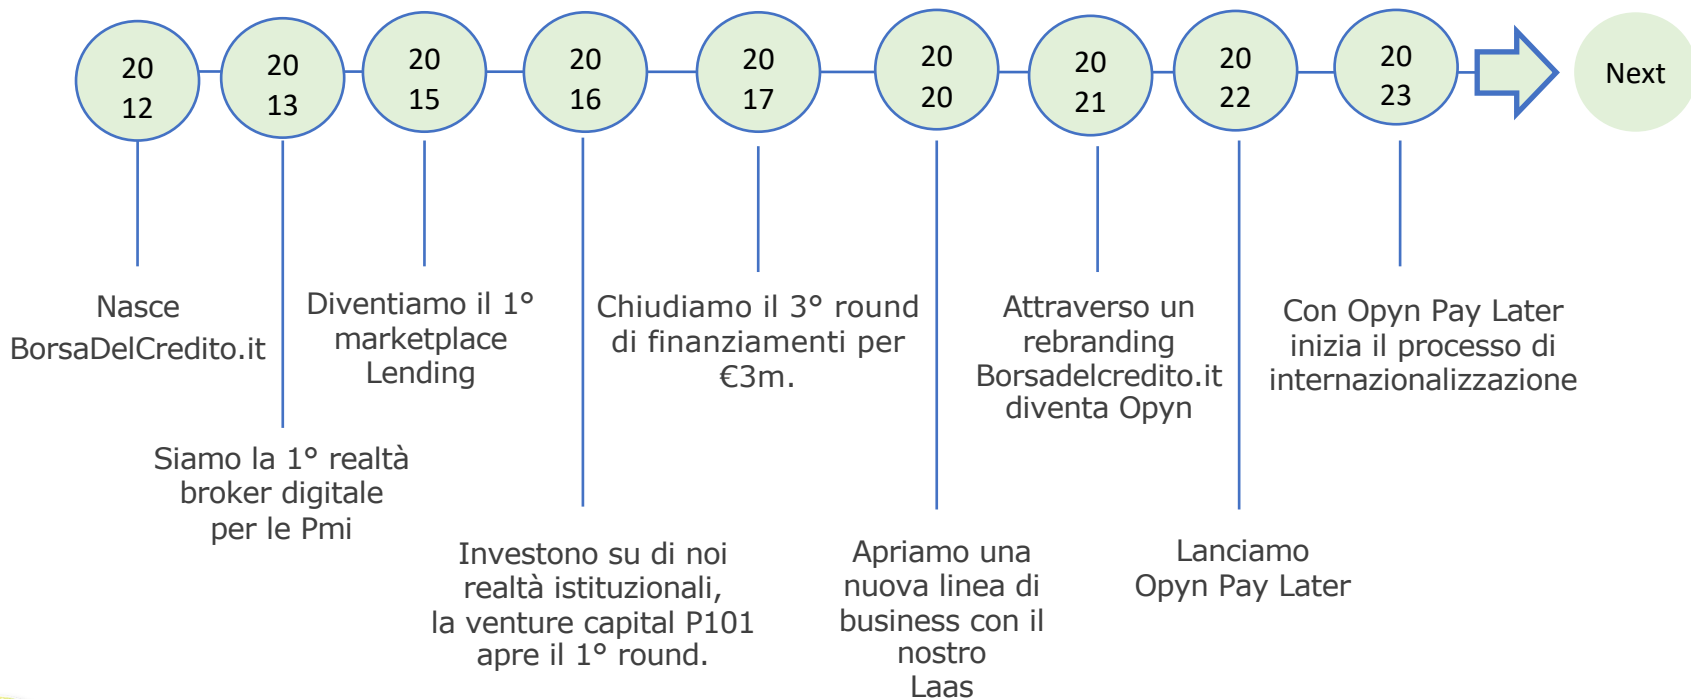 20
12
20
13
20
15
20
16
20
17
20
20
20
21
20
22
20
23
Next
Nasce
BorsaDelCredito.it
Siamo la 1° realtà
broker digitale
per le Pmi
Diventiamo il 1°
marketplace
Lending
Investono su di noi
realtà istituzionali,
la venture capital P101
apre il 1° round.
Chiudiamo il 3° round
di finanziamenti per
€3m.
Apriamo una
nuova linea di
business con il
nostro
Laas
Attraverso un
rebranding
Borsadelcredito.it
diventa Opyn
Lanciamo
Opyn Pay Later
Con Opyn Pay Later
inizia il processo di
internazionalizzazione